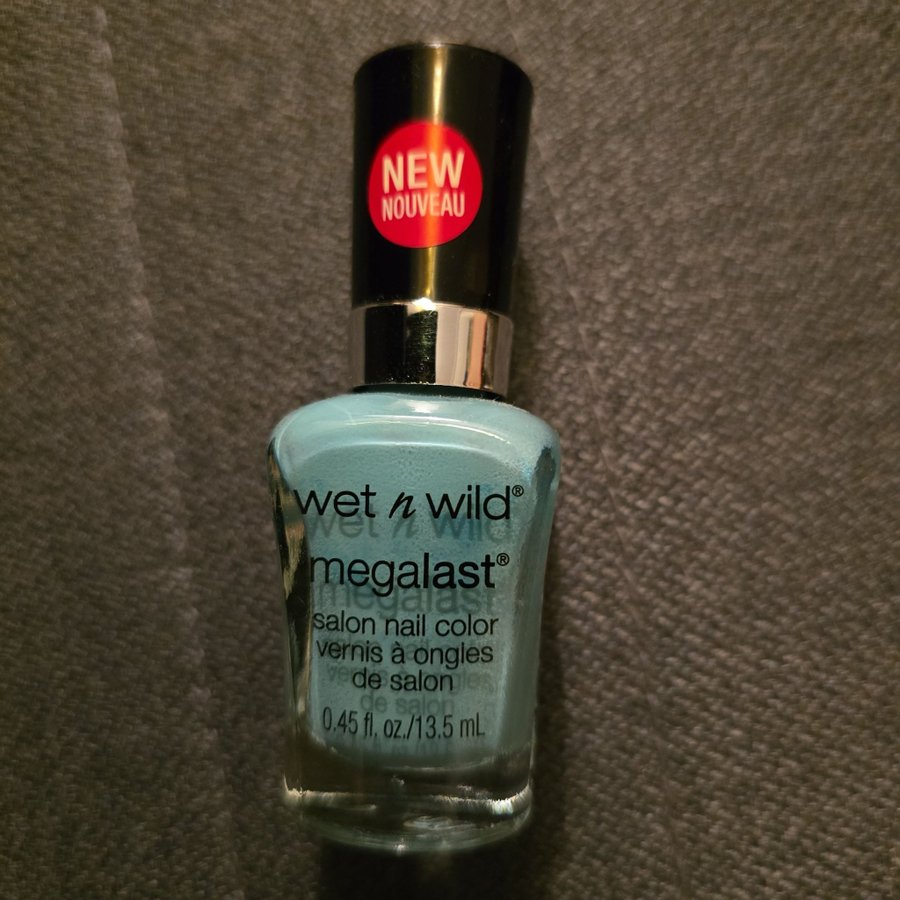 NEW
NOUVEAU
wet n wild®
megalast®
salon nail color
vernis à ongles
de salon
0.45 fl. oz./13.5 mL